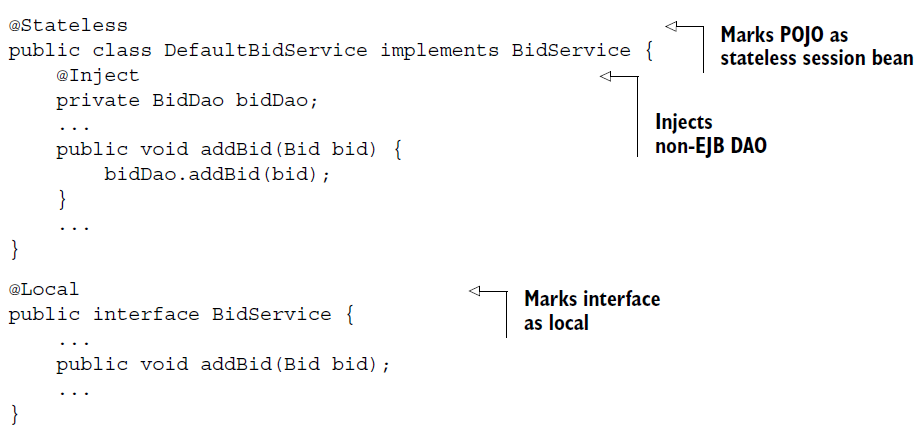 @Stateless
public class DefaultBidService implements BidService {
    @Inject
    private BidDao bidDao;
    ...
    public void addBid(Bid bid) {
        bidDao.addBid(bid);
    }
    ...
}
Marks POJO as
stateless session bean
Injects
non-EJB DAO
@Local
public interface BidService {
    ...
    public void addBid(Bid bid);
    ...
}
Marks interface
as local